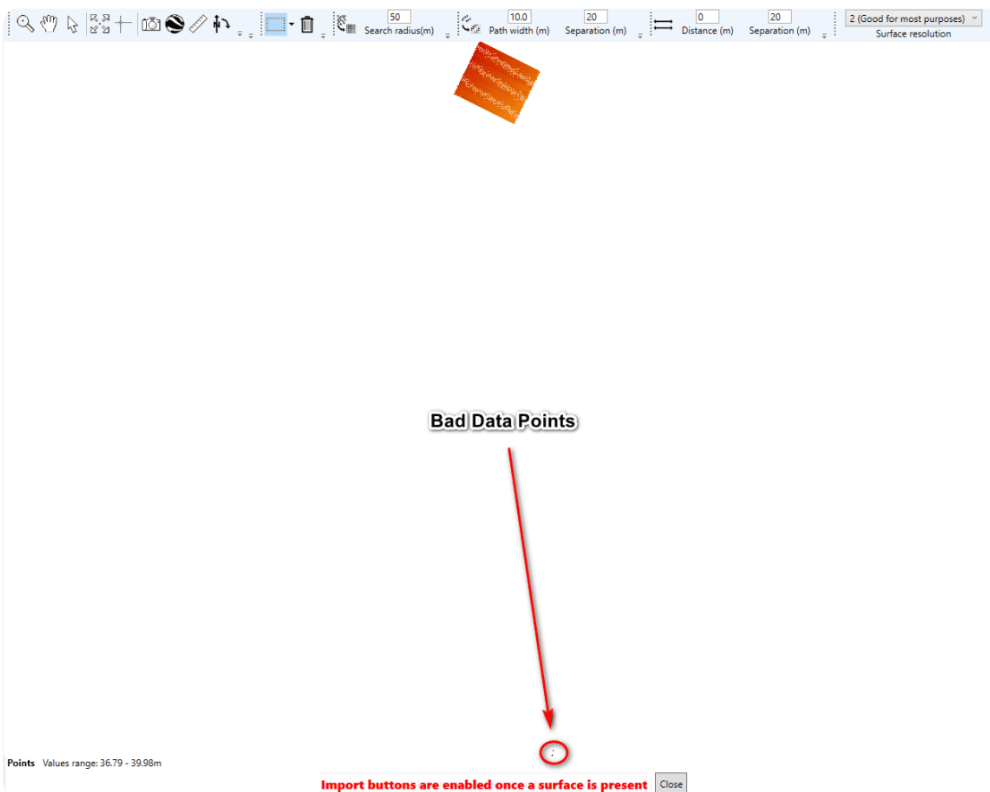 50 10.0 20 0 20 2 (Good for most purposes)
Search radius(m) Path width (m) Separation (m) Distance (m) Separation (m) Surface resolution
Bad Data Points
Points Values range: 36.79 - 39.98m
Import buttons are enabled once a surface is present Close